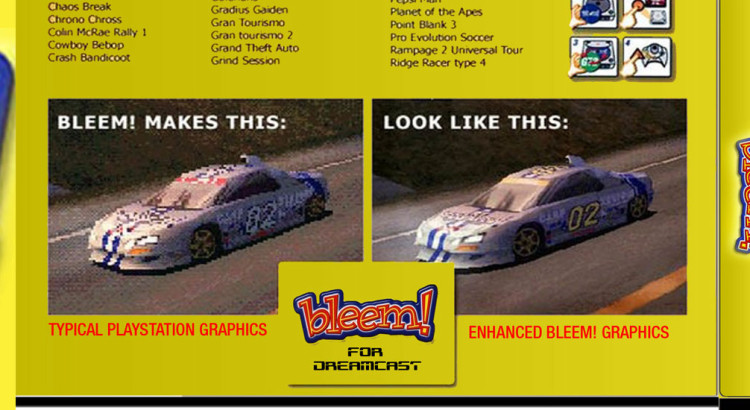 Chaos Break
Chrono Chross
Colin McRae Rally 1
Cowboy Bebop
Crash Bandicoot
Gradius Gaiden
Gran Tourismo
Gran tourismo 2
Grand Theft Auto
Grind Session
Planet of the Apes
Point Blank 3
Pro Evolution Soccer
Rampage 2 Universal Tour
Ridge Racer type 4
3
4
BLEEM! MAKES THIS:
LOOK LIKE THIS:
02
02
TYPICAL PLAYSTATION GRAPHICS
bleem!
FOR
DREAMCAST
ENHANCED BLEEM! GRAPHICS